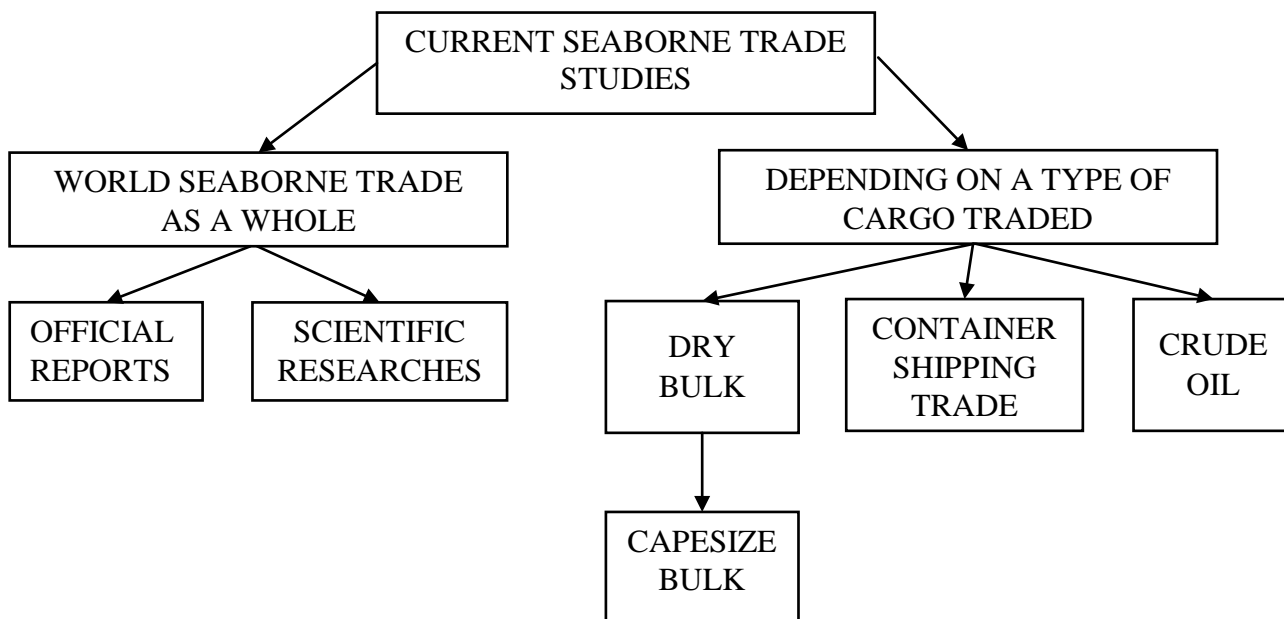 CURRENT SEABORNE TRADE
STUDIES
WORLD SEABORNE TRADE
AS A WHOLE
DEPENDING ON A TYPE OF
CARGO TRADED
OFFICIAL
REPORTS
SCIENTIFIC
RESEARCHES
DRY
BULK
CONTAINER
SHIPPING
TRADE
CRUDE
OIL
CAPESIZE
BULK